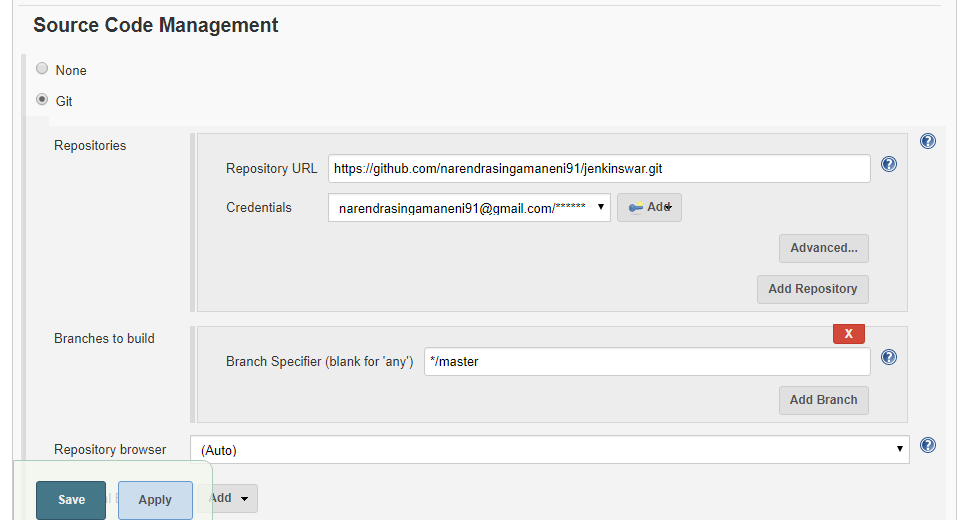 Source Code Management
None
Git
Repositories
Repository URL https://github.com/narendrasingamaneni91/jenkinswar.git
Credentials narendrasingamaneni91@gmail.com/****** Add
Advanced...
Add Repository
Branches to build
X
Branch Specifier (blank for 'any') */master
Add Branch
Repository browser (Auto)
Save Apply Add